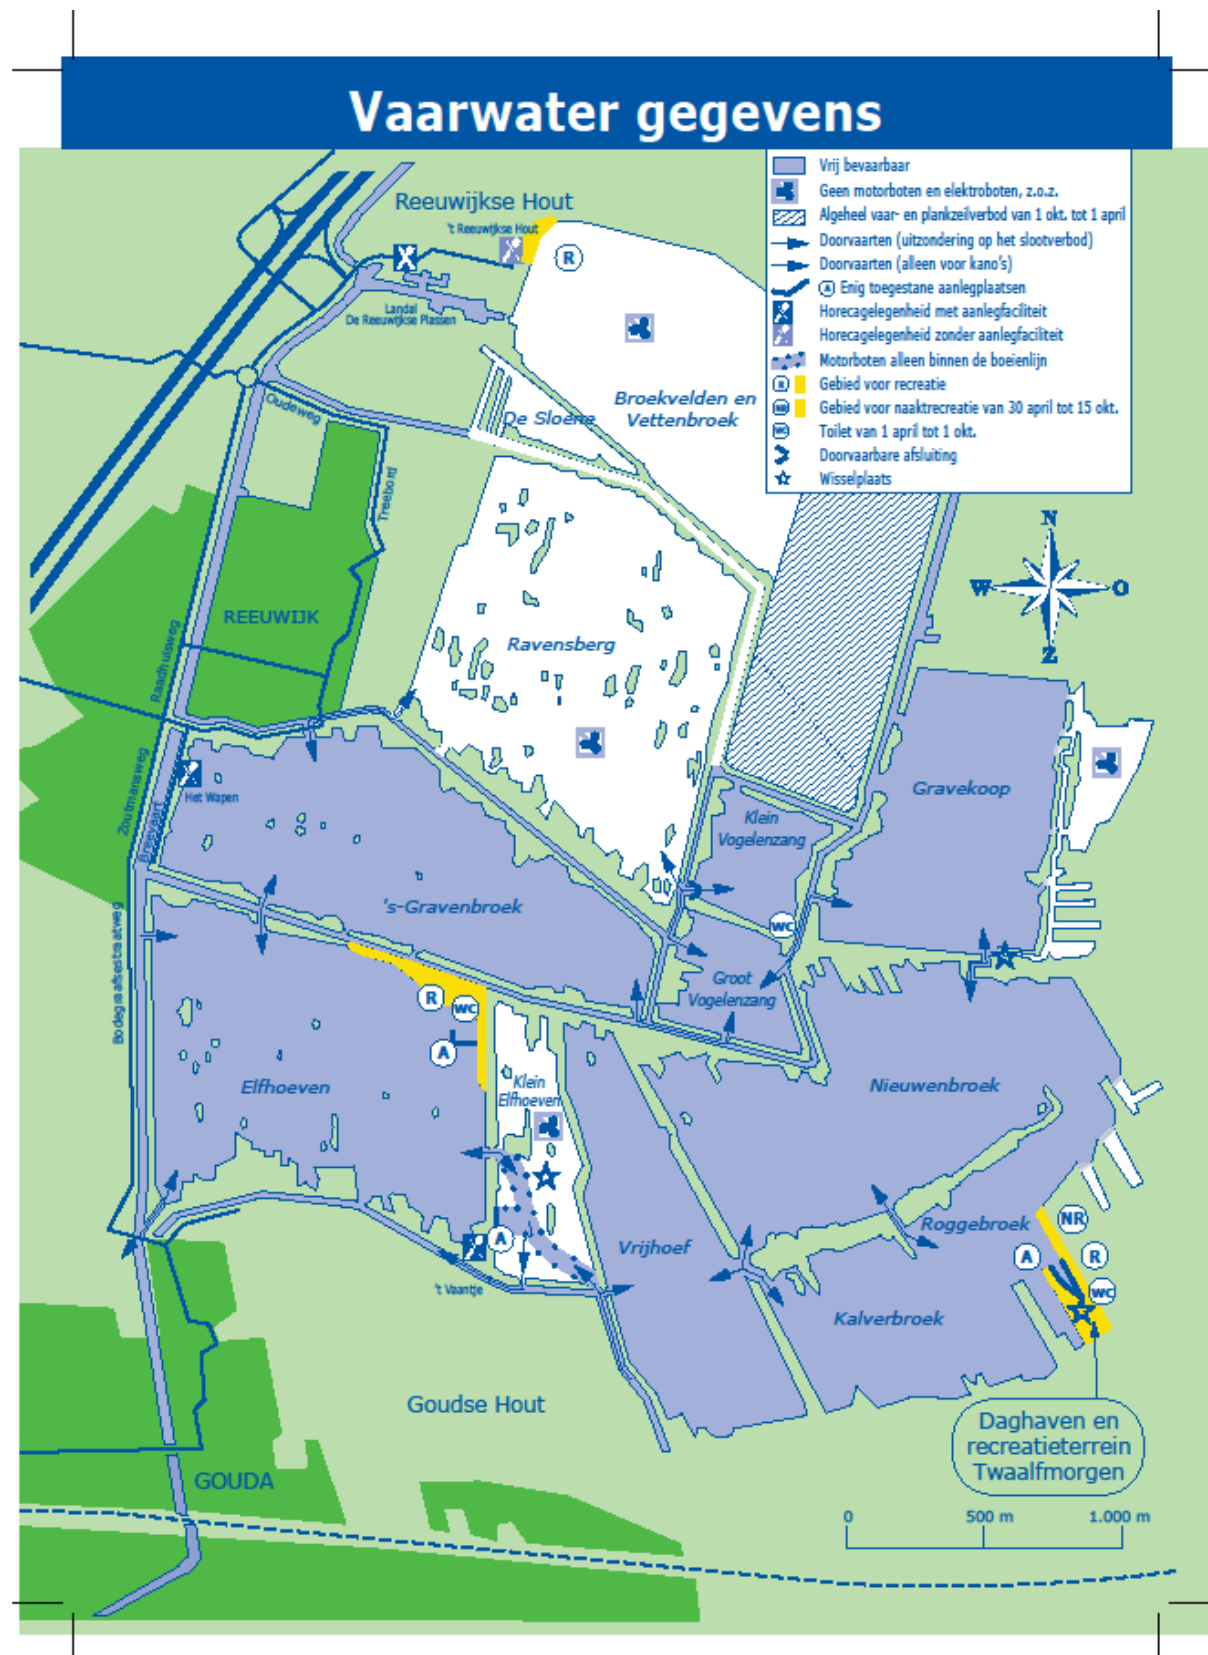 Vaarwater gegevens
Vrij bevaarbaar
Geen motorboten en elektroboten, z.o.z.
Algeheel vaar- en plankzeilverbod van 1 okt. tot 1 april
Doorvaarten (uitzondering op het slootverbod)
Doorvaarten (alleen voor kano's)
A Enig toegestane aanlegplaatsen
Horecagelegenheid met aanlegfaciliteit
Horecagelegenheid zonder aanlegfaciliteit
Motorboten alleen binnen de boeienlijn
R Gebied voor recreatie
NR Gebied voor naaktrecreatie van 30 april tot 15 okt.
WC Toilet van 1 april tot 1 okt.
Doorvaarbare afsluiting
Wisselplaats
Reeuwijkse Hout
't Reeuwijkse Hout
R
Landal
De Reeuwijkse Plassen
Oudeweg
De Sloene
Broekvelden en
Vettenbroek
Treebord
N
W
O
Z
REEUWIJK
Ravensberg
Raadhuisweg
Zoutmansweg
Breevaart
Het Wapen
Gravekoop
Klein
Vogelenzang
's-Gravenbroek
WC
Bodegraafsestraatweg
Groot
Vogelenzang
R
WC
A
Elfhoeven
Klein
Elfhoeven
Nieuwenbroek
Roggebroek
NR
A
R
WC
A
Vrijhoef
't Vaantje
Kalverbroek
Goudse Hout
Daghaven en
recreatieterrein
Twaalfmorgen
GOUDA
0
500 m
1.000 m